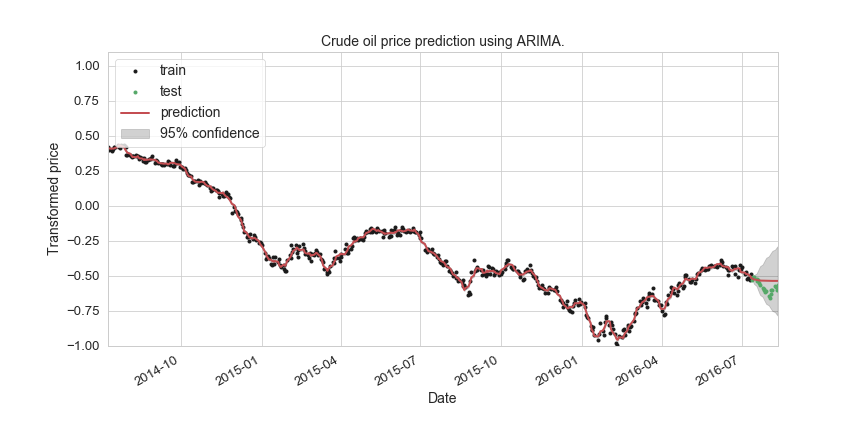 Crude oil price prediction using ARIMA.
train
test
prediction
95% confidence
1.00
0.75
0.50
0.25
0.00
−0.25
−0.50
−0.75
−1.00
Transformed price
2014-10
2015-01
2015-04
2015-07
2015-10
2016-01
2016-04
2016-07
Date